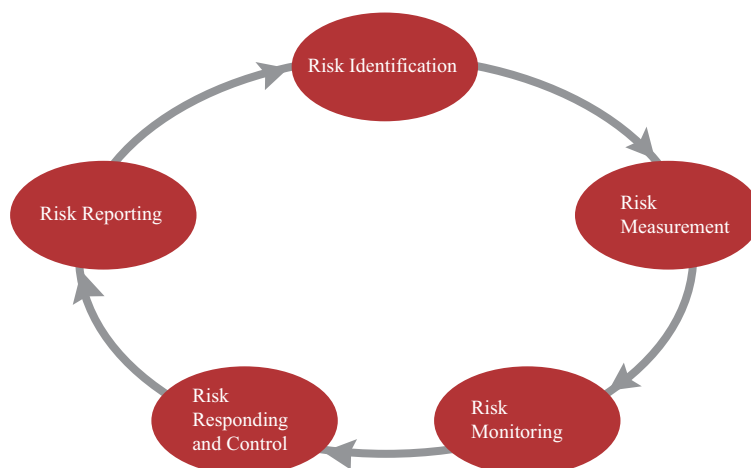 Risk Identification
Risk
Measurement
Risk
Monitoring
Risk
Responding
and Control
Risk Reporting